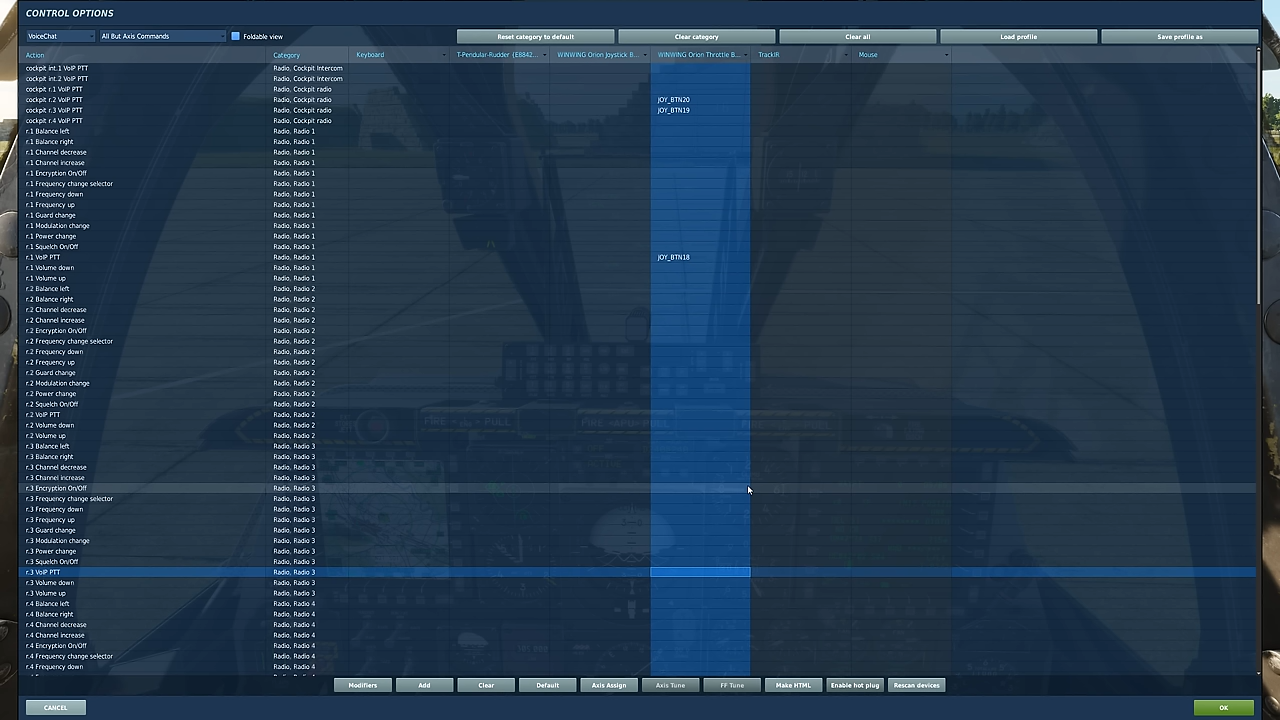 CONTROL OPTIONS
VoiceChat All But Axis Commands Foldable view Reset category to default Clear category Clear all Load profile Save profile as
Action Category Keyboard T-Pendular-Rudder (E8842... WINWING Orion Joystick B... WINWING Orion Throttle B... TrackIR Mouse
cockpit int.1 VoIP PTT Radio, Cockpit Intercom
cockpit int.2 VoIP PTT Radio, Cockpit Intercom
cockpit r.1 VoIP PTT Radio, Cockpit radio
cockpit r.2 VoIP PTT Radio, Cockpit radio JOY_BTN20
cockpit r.3 VoIP PTT Radio, Cockpit radio JOY_BTN19
cockpit r.4 VoIP PTT Radio, Cockpit radio
r.1 Balance left Radio, Radio 1
r.1 Balance right Radio, Radio 1
r.1 Channel decrease Radio, Radio 1
r.1 Channel increase Radio, Radio 1
r.1 Encryption On/Off Radio, Radio 1
r.1 Frequency change selector Radio, Radio 1
r.1 Frequency down Radio, Radio 1
r.1 Frequency up Radio, Radio 1
r.1 Guard change Radio, Radio 1
r.1 Modulation change Radio, Radio 1
r.1 Power change Radio, Radio 1
r.1 Squelch On/Off Radio, Radio 1
r.1 VoIP PTT Radio, Radio 1 JOY_BTN18
r.1 Volume down Radio, Radio 1
r.1 Volume up Radio, Radio 1
r.2 Balance left Radio, Radio 2
r.2 Balance right Radio, Radio 2
r.2 Channel decrease Radio, Radio 2
r.2 Channel increase Radio, Radio 2
r.2 Encryption On/Off Radio, Radio 2
r.2 Frequency change selector Radio, Radio 2
r.2 Frequency down Radio, Radio 2
r.2 Frequency up Radio, Radio 2
r.2 Guard change Radio, Radio 2
r.2 Modulation change Radio, Radio 2
r.2 Power change Radio, Radio 2
r.2 Squelch On/Off Radio, Radio 2
r.2 VoIP PTT Radio, Radio 2
r.2 Volume down Radio, Radio 2
r.2 Volume up Radio, Radio 2
r.3 Balance left Radio, Radio 3
r.3 Balance right Radio, Radio 3
r.3 Channel decrease Radio, Radio 3
r.3 Channel increase Radio, Radio 3
r.3 Encryption On/Off Radio, Radio 3
r.3 Frequency change selector Radio, Radio 3
r.3 Frequency down Radio, Radio 3
r.3 Frequency up Radio, Radio 3
r.3 Guard change Radio, Radio 3
r.3 Modulation change Radio, Radio 3
r.3 Power change Radio, Radio 3
r.3 Squelch On/Off Radio, Radio 3
r.3 VoIP PTT Radio, Radio 3
r.3 Volume down Radio, Radio 3
r.3 Volume up Radio, Radio 3
r.4 Balance left Radio, Radio 4
r.4 Balance right Radio, Radio 4
r.4 Channel decrease Radio, Radio 4
r.4 Channel increase Radio, Radio 4
r.4 Encryption On/Off Radio, Radio 4
r.4 Frequency change selector Radio, Radio 4
r.4 Frequency down Radio, Radio 4
Modifiers Add Clear Default Axis Assign Axis Tune FF Tune Make HTML Enable hot plug Rescan devices
CANCEL OK